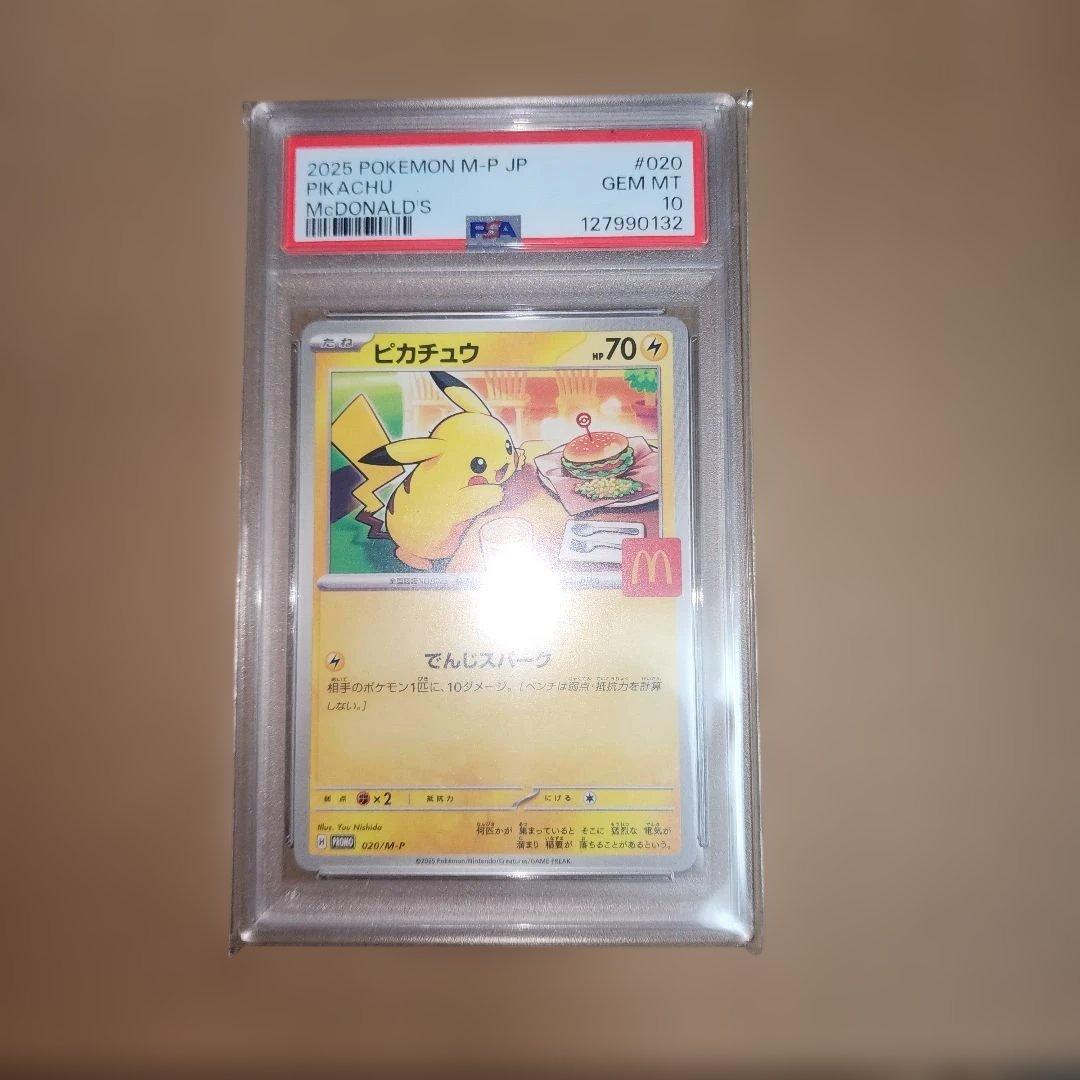 2025 POKEMON M-P JP #020
PIKACHU GEM MT
McDONALD'S 10
PSA 127990132
たね ピカチュウ HP 70
でんじスパーク
相手のポケモン1匹に、10ダメージ。[ベンチは弱点・抵抗力を計算
しない。]
弱点 ×2 抵抗力 にげる
Illus. Yuu Nishida
何匹かが 集まっていると そこに 猛烈な 電気が
溜まり 稲妻が 落ちることがあるという。
PROMO 020/M-P
©2025 Pokémon/Nintendo/Creatures/GAME FREAK.